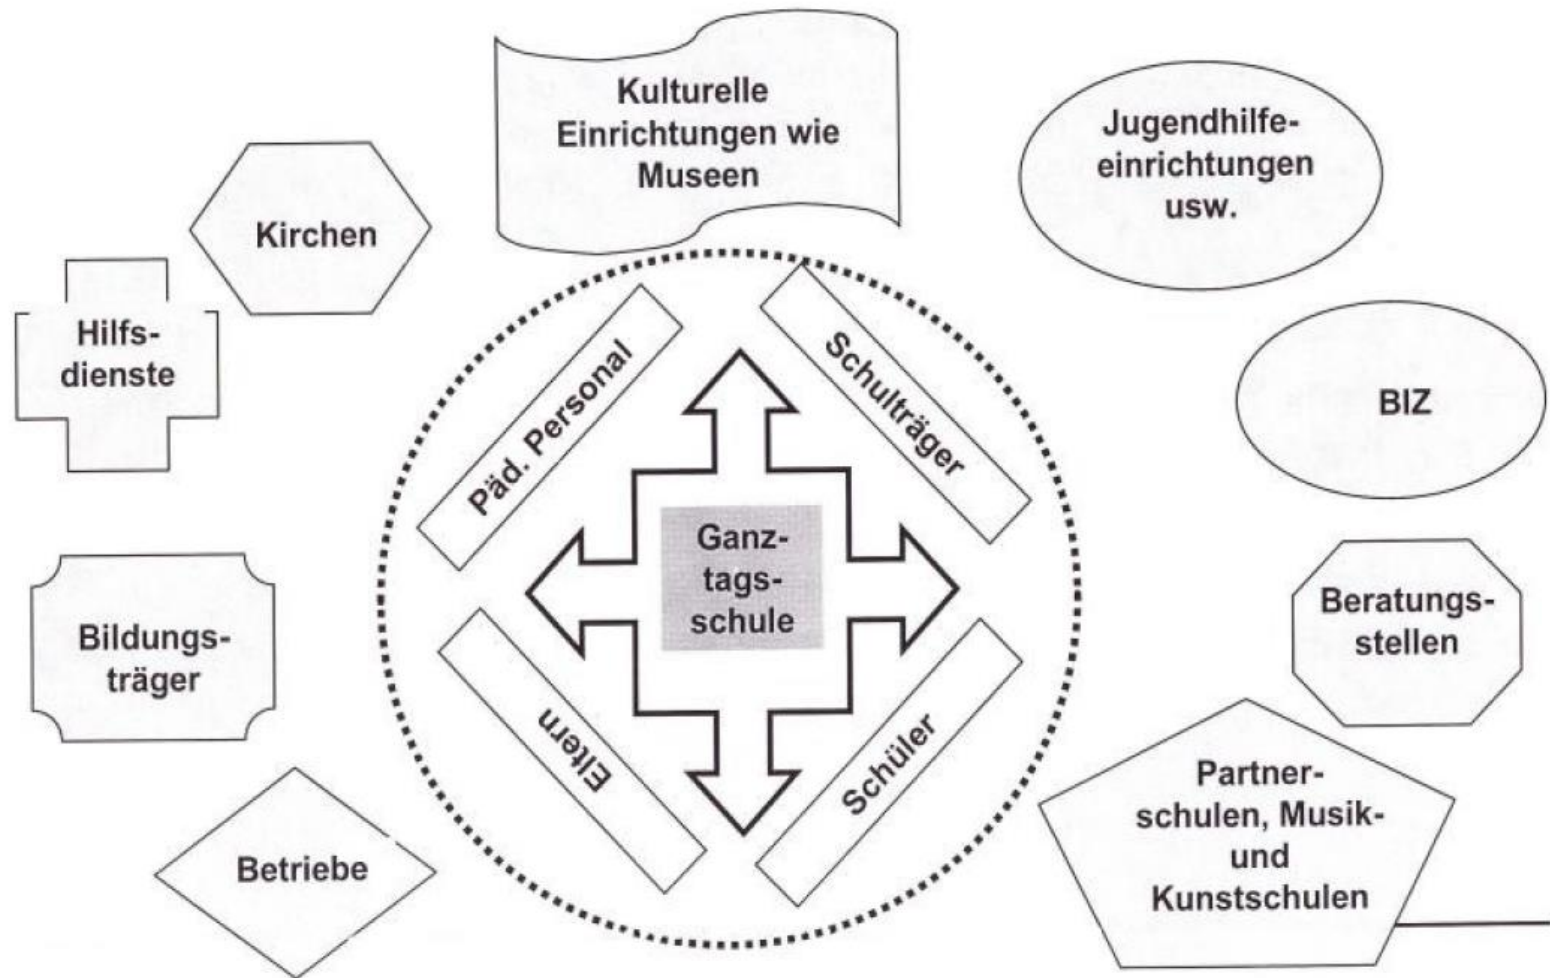 Kulturelle
Einrichtungen wie
Museen
Jugendhilfe-
einrichtungen
usw.
Kirchen
Hilfs-
dienste
BIZ
Päd. Personal
Schulträger
Ganz-
tags-
schule
Bildungs-
träger
Beratungs-
stellen
Eltern
Schüler
Betriebe
Partner-
schulen, Musik-
und
Kunstschulen